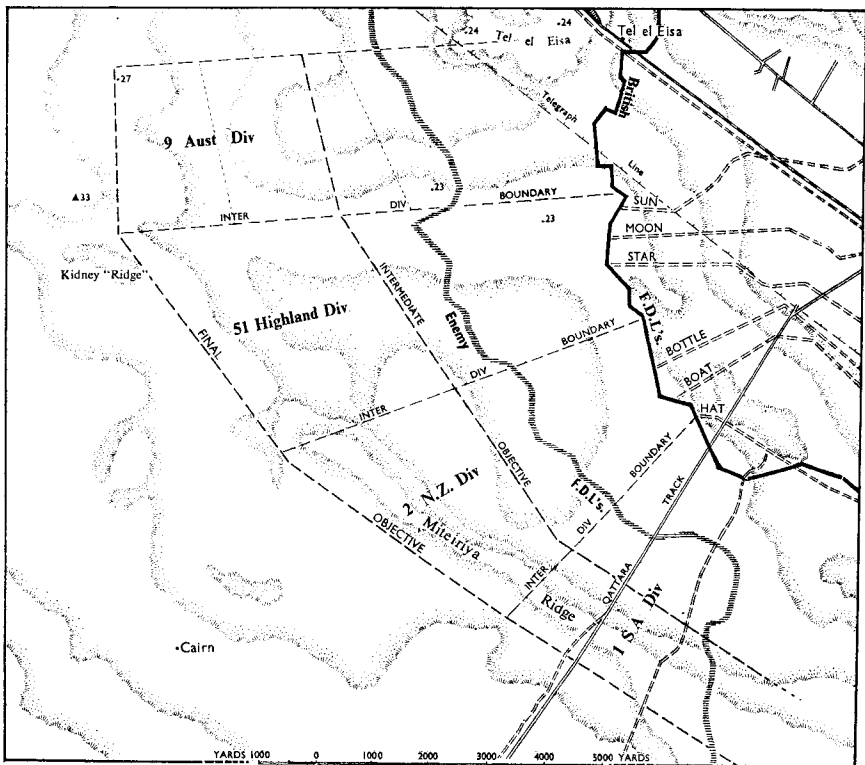 24
24
Tel el Eisa
Tel el Eisa
27
British
Telegraph
Line
9 Aust Div
33
23
INTER DIV BOUNDARY
23
SUN
MOON
STAR
Kidney "Ridge"
51 Highland Div
INTERMEDIATE
OBJECTIVE
Enemy
F.D.L's.
F.D.L's.
FINAL
OBJECTIVE
INTER DIV BOUNDARY
BOTTLE
BOAT
HAT
2 N.Z. Div
Miteiriya
Ridge
INTER DIV BOUNDARY
QATTARA TRACK
1 S.A Div
Cairn
YARDS 1000 0 1000 2000 3000 4000 5000 YARDS